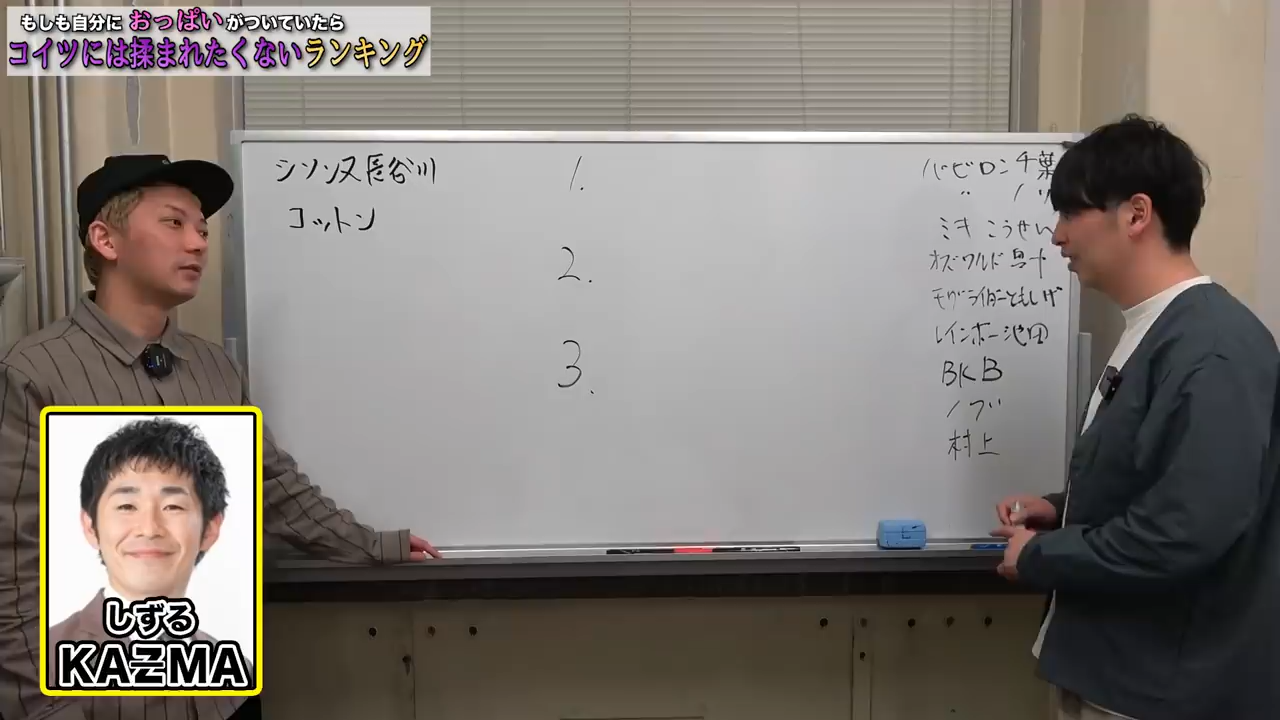 もしも自分におっぱいがついていたら
コイツには揉まれたくないランキング
シソンヌ長谷川
コットン
1.
2.
3.
バビロン千葉
〃 ノリ
ミキ こうせい
オズワルド畠中
モグライダーともしげ
レインボー池田
BKB
ノブ
村上
しずる
KAZMA